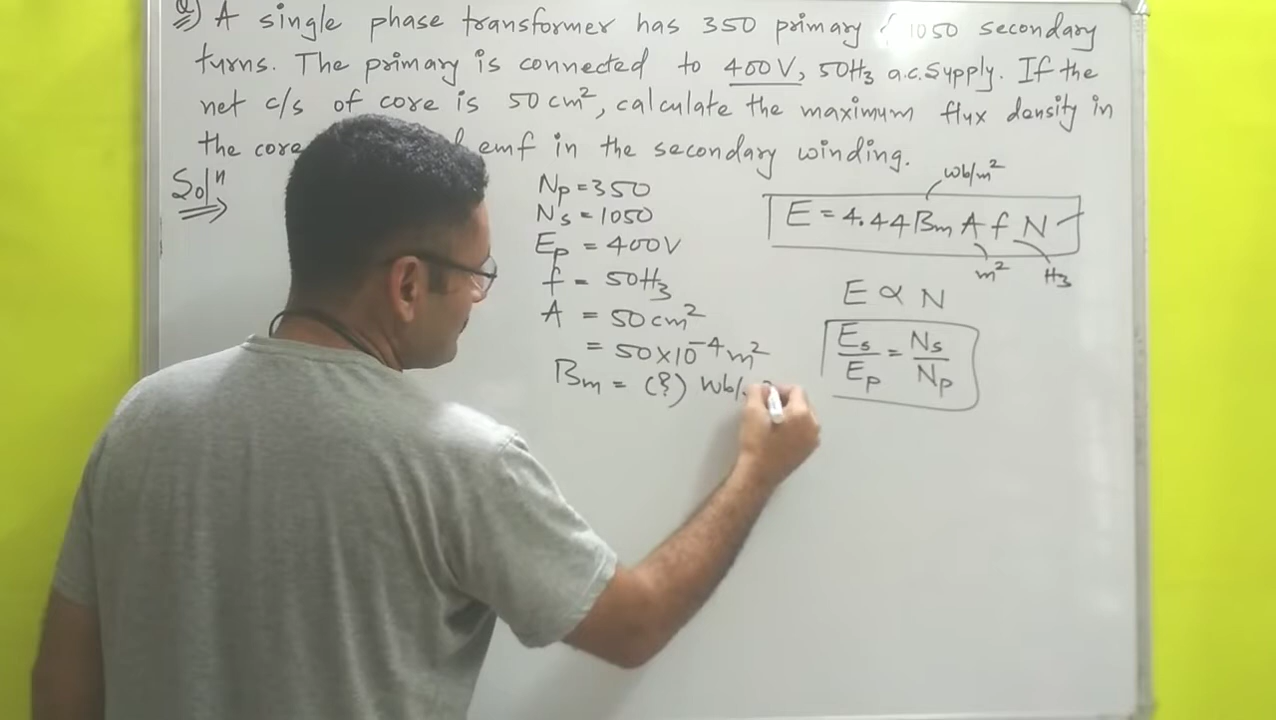 Q) A single phase transformer has 350 primary & 1050 secondary
turns. The primary is connected to 400V, 50Hz a.c. Supply. If the
net c/s of core is 50 cm², calculate the maximum flux density in
the core emf in the secondary winding.
Solⁿ
Np = 350
Ns = 1050
Ep = 400V
f = 50Hz
A = 50 cm²
= 50×10⁻⁴ m²
Bm = (?) Wb/
Wb/m²
E = 4.44 Bm A f N
m² Hz
E ∝ N
Es/Ep = Ns/Np